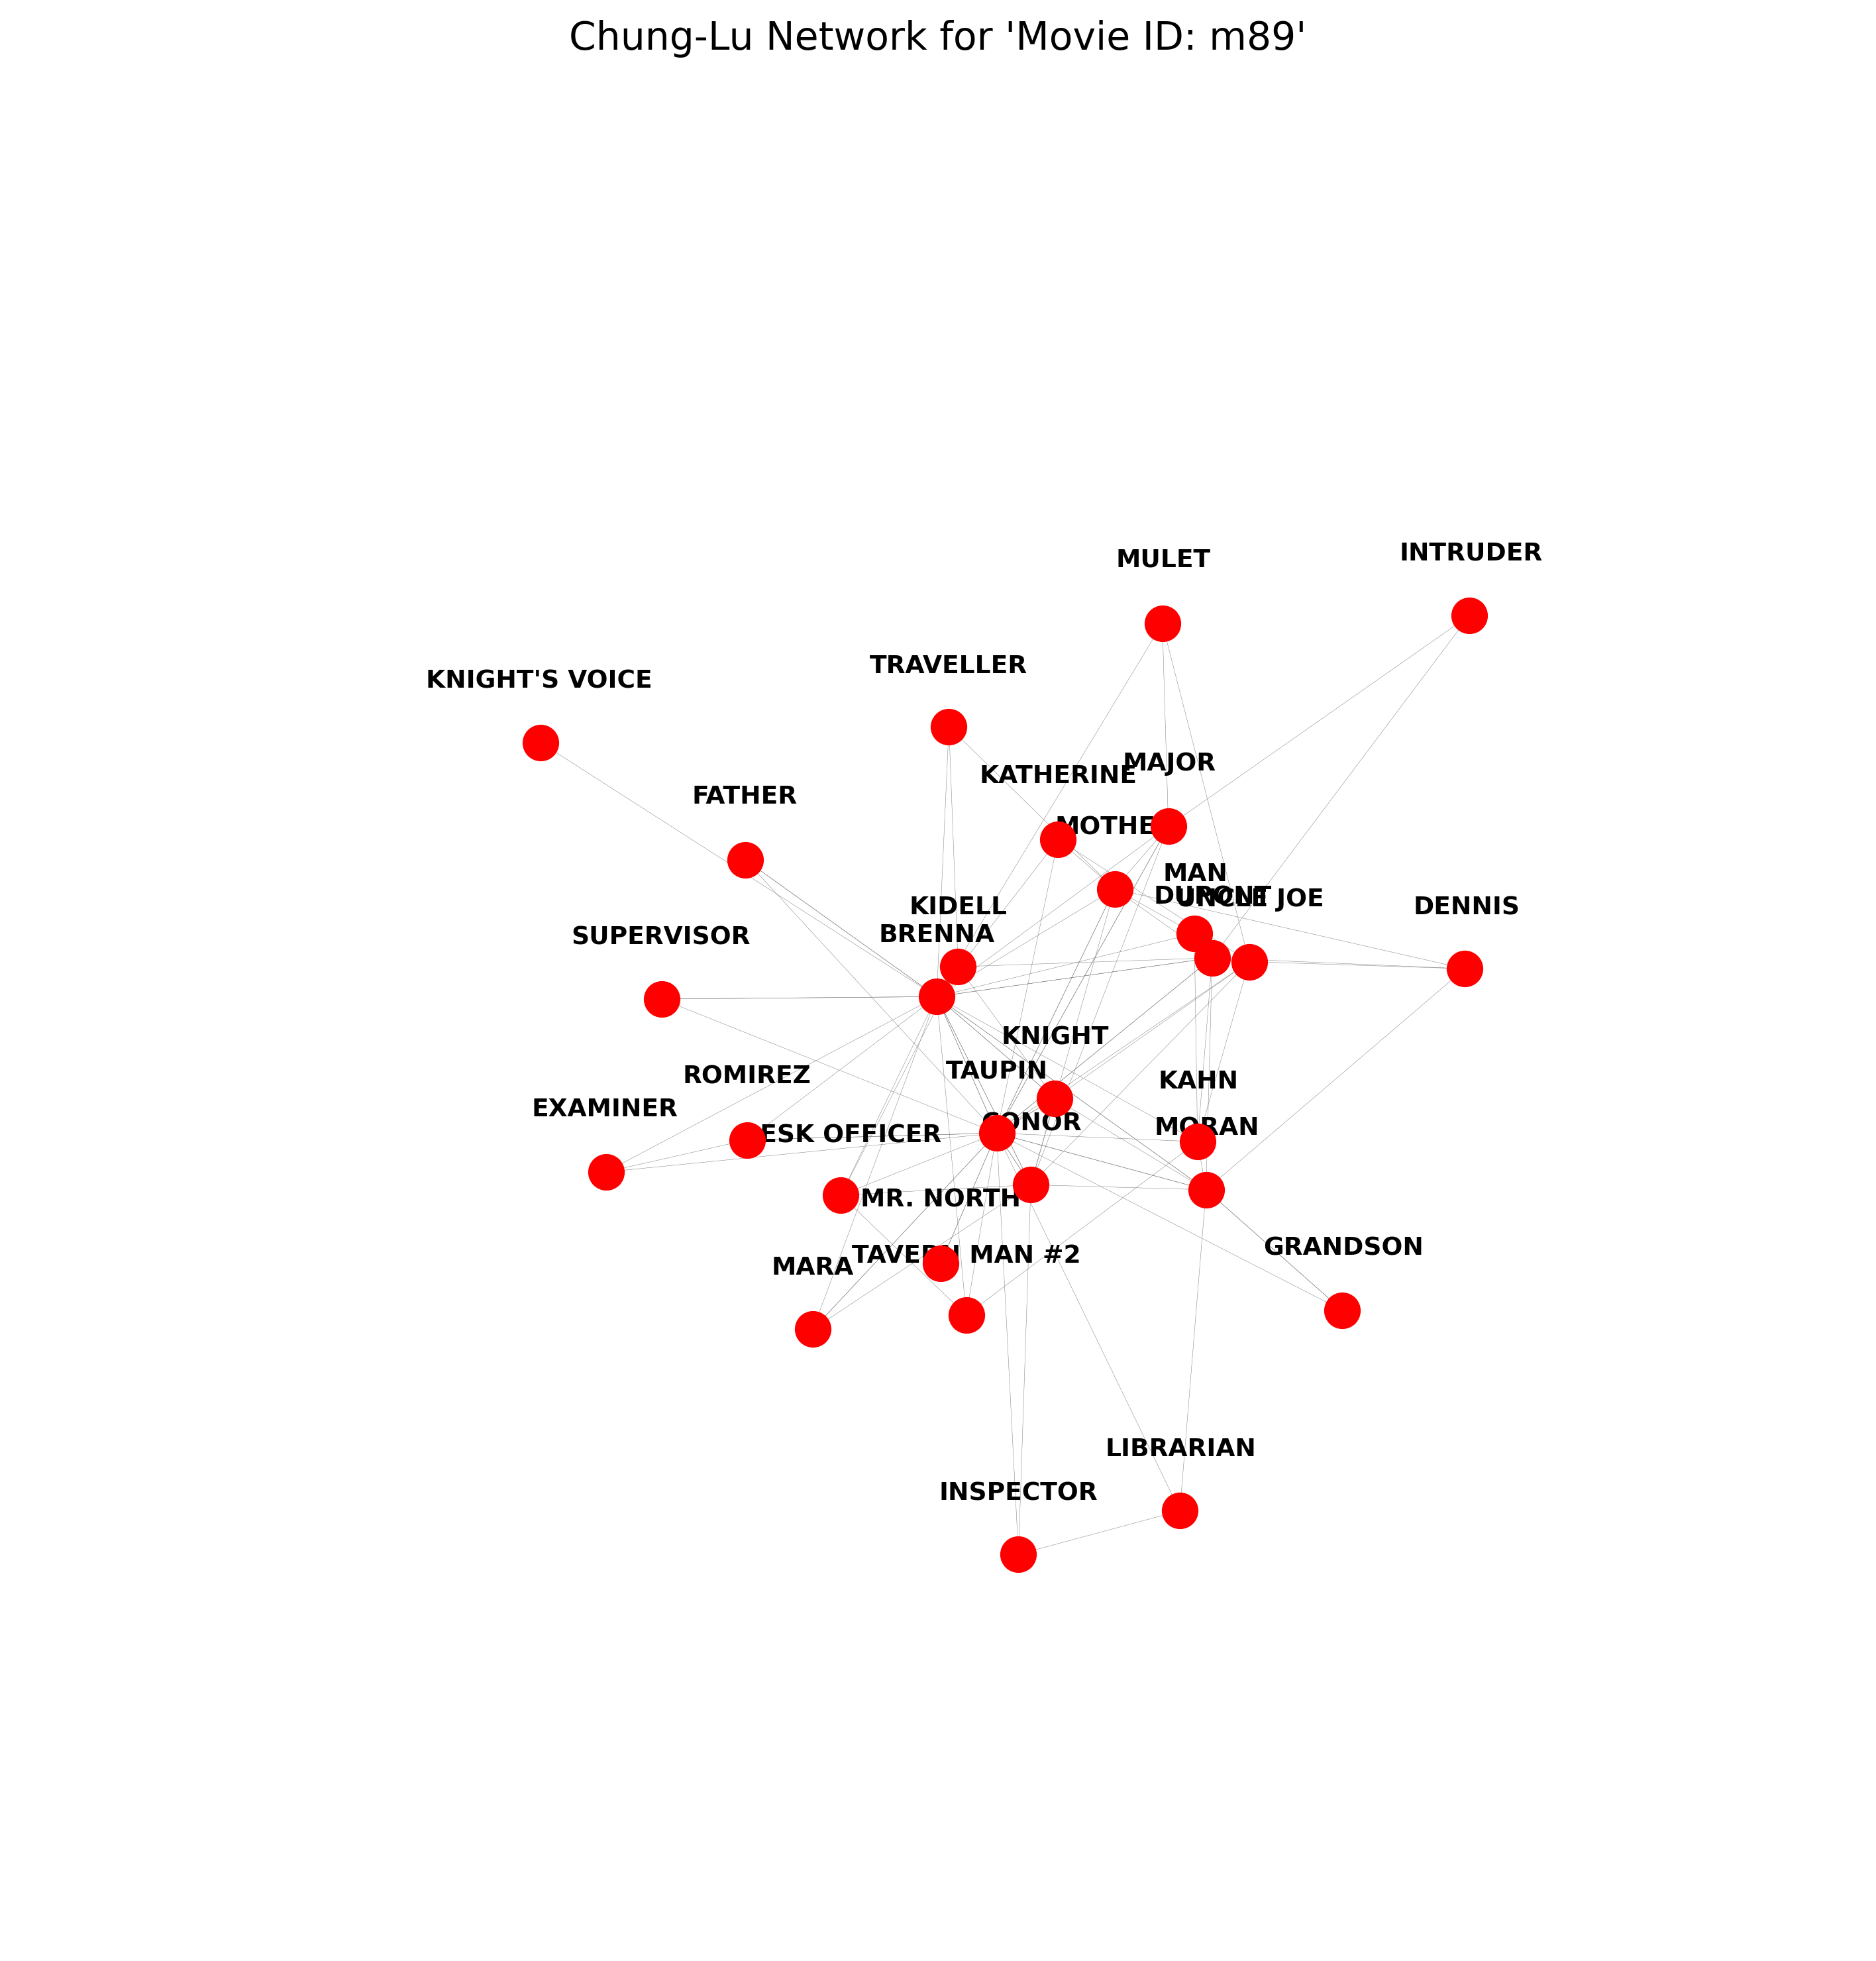 Chung-Lu Network for 'Movie ID: m89'
INTRUDER
MULET
TRAVELLER
KNIGHT'S VOICE
MAJOR
KATHERINE
FATHER
MOTHER
MAN
UNCLE JOE
KIDELL
DENNIS
BRENNA
SUPERVISOR
KNIGHT
TAUPIN
ROMIREZ
KAHN
EXAMINER
CONOR
MORAN
DESK OFFICER
MR. NORTH
GRANDSON
TAVERN MAN #2
MARA
LIBRARIAN
INSPECTOR